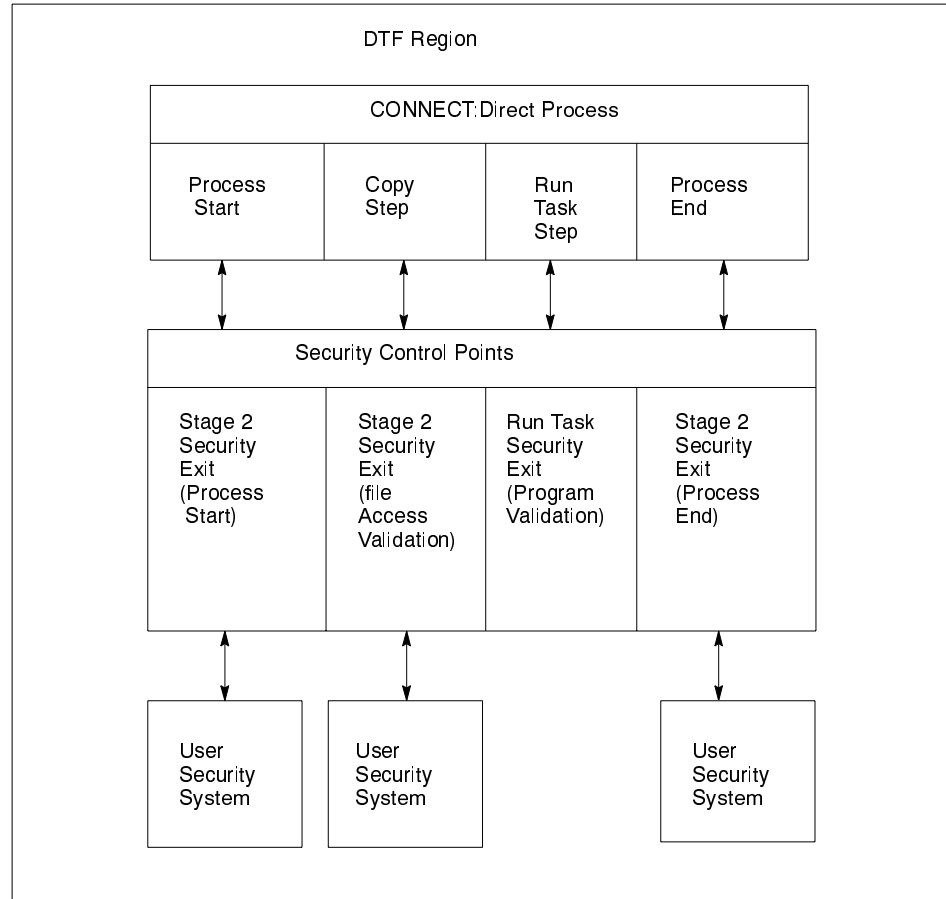 DTF Region
CONNECT:Direct Process
Process
Start
Copy
Step
Run
Task
Step
Process
End
Security Control Points
Stage 2
Security
Exit
(Process
Start)
Stage 2
Security
Exit
(file
Access
Validation)
Run Task
Security
Exit
(Program
Validation)
Stage 2
Security
Exit
(Process
End)
User
Security
System
User
Security
System
User
Security
System